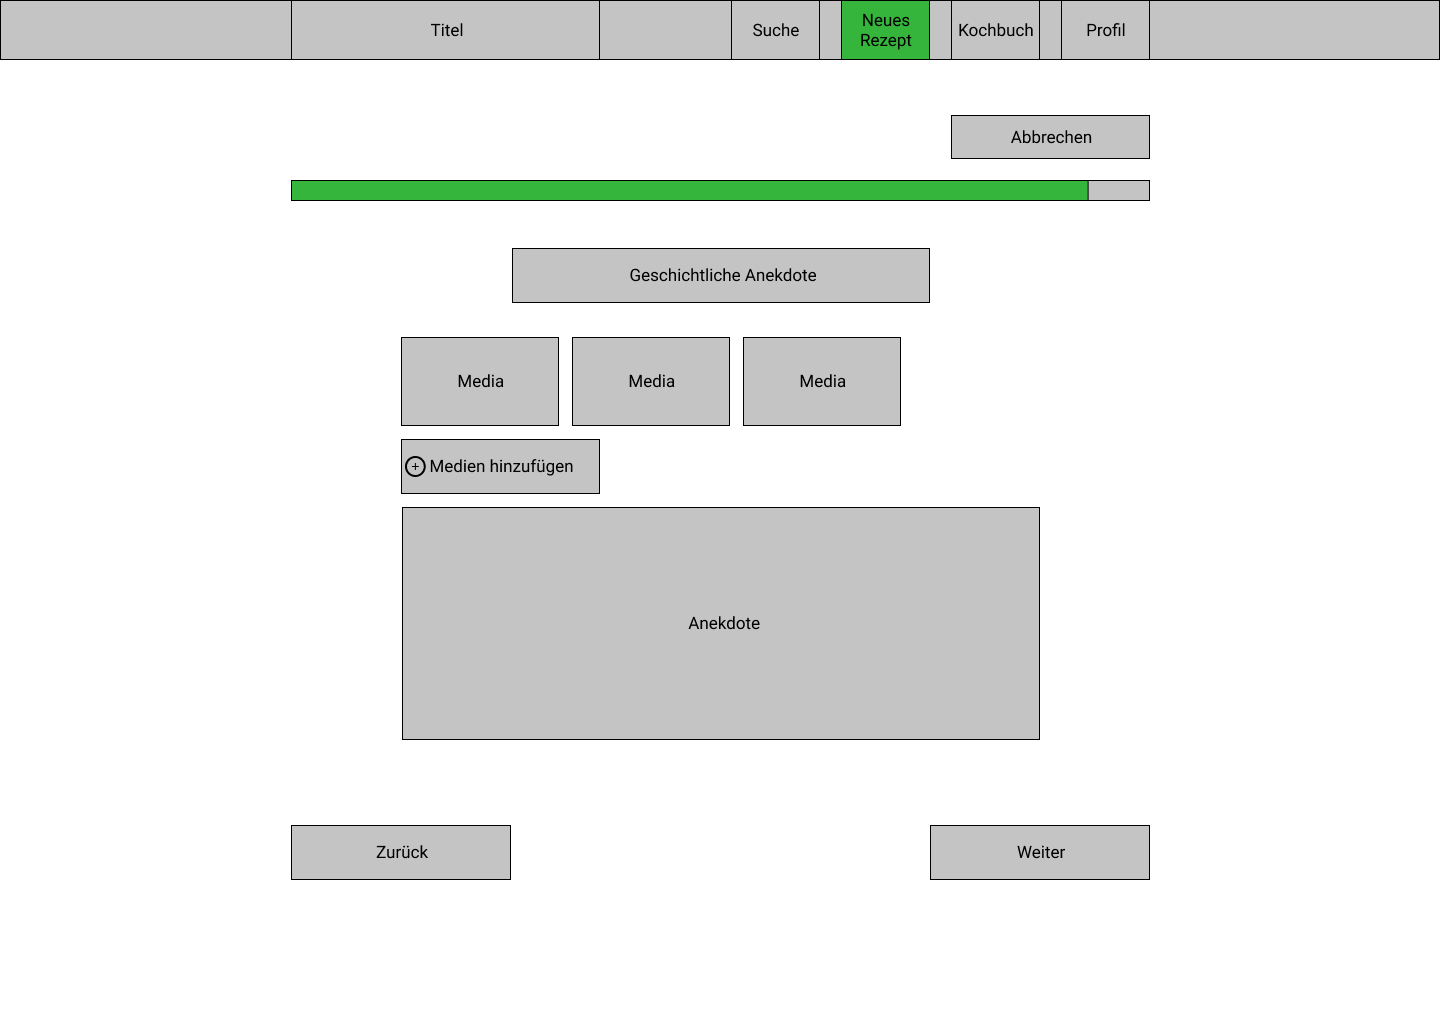 Titel
Suche
Neues
Rezept
Kochbuch
Profil
Abbrechen
Geschichtliche Anekdote
Media
Media
Media
+ Medien hinzufügen
Anekdote
Zurück
Weiter